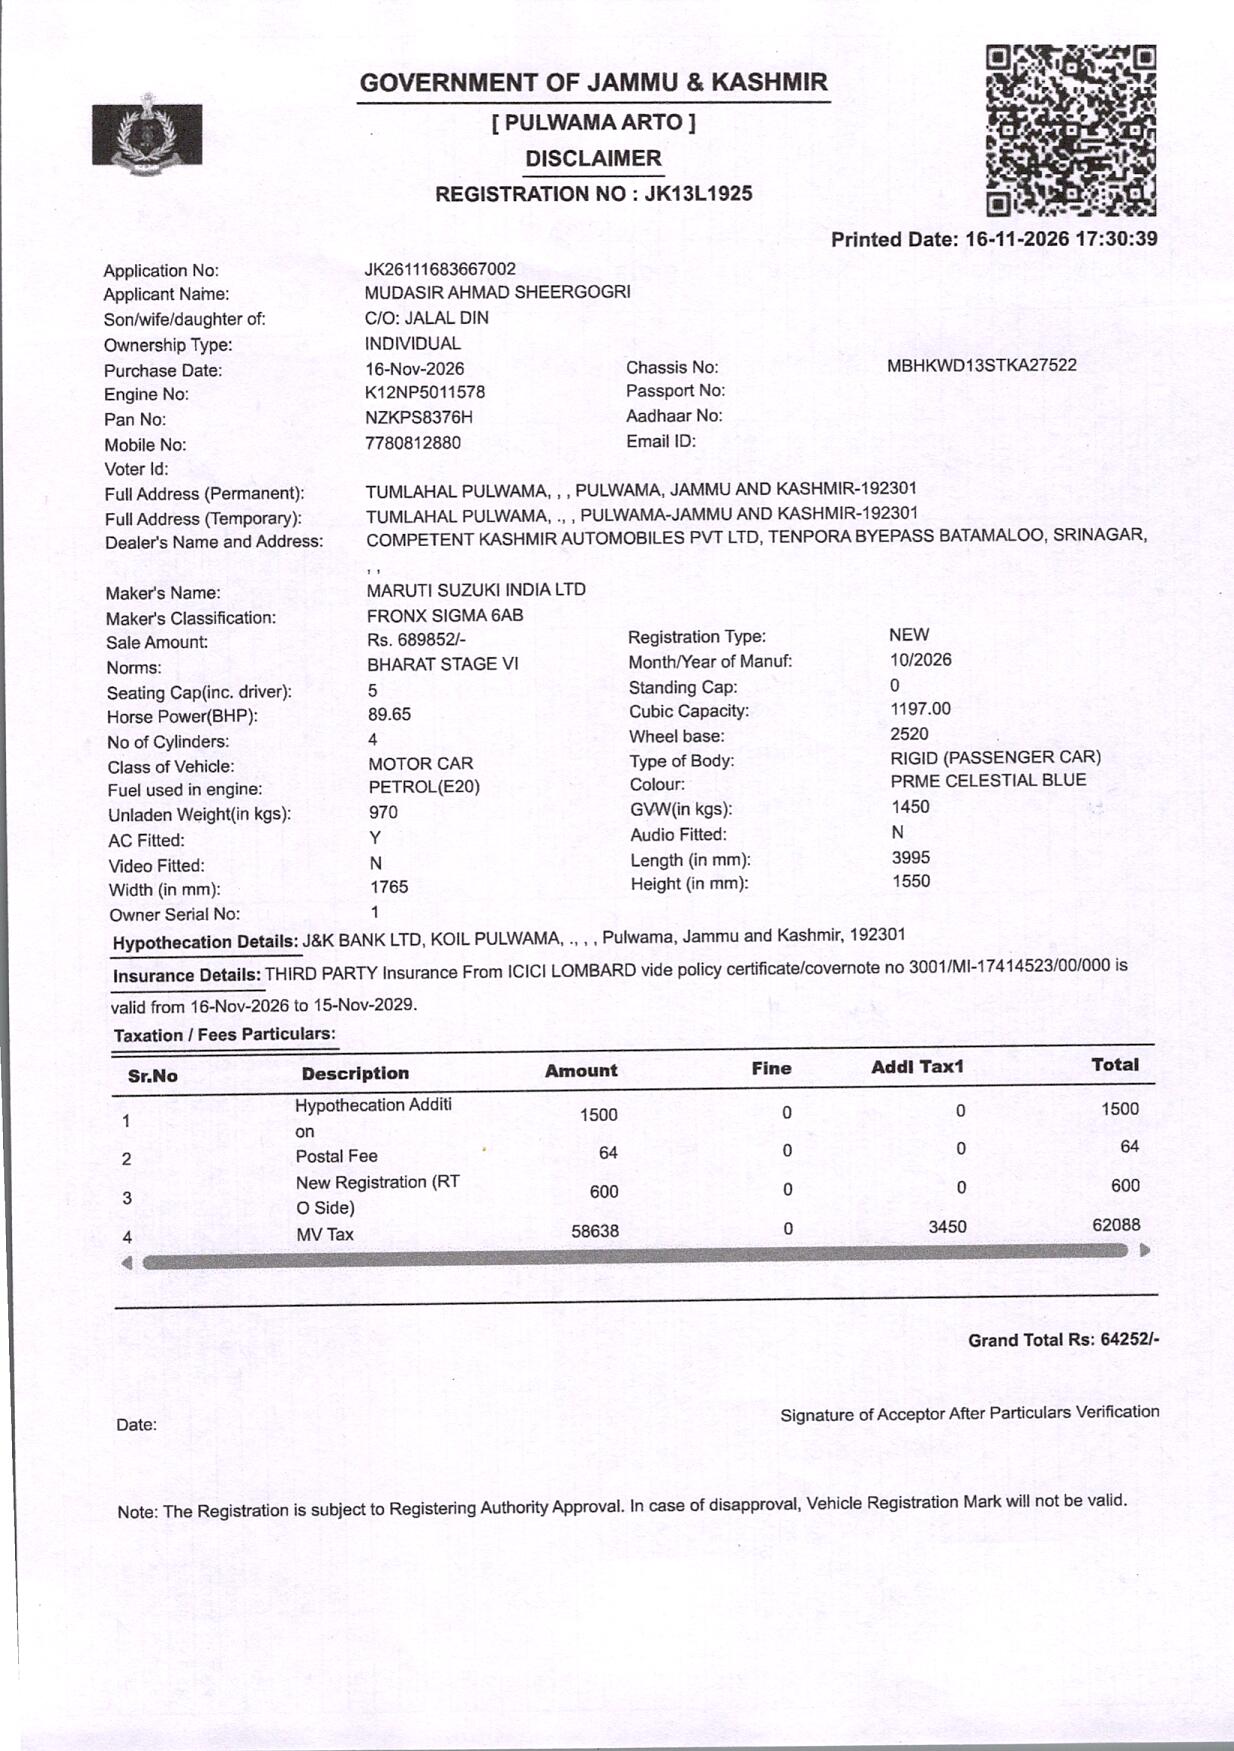 GOVERNMENT OF JAMMU & KASHMIR
[ PULWAMA ARTO ]
DISCLAIMER
REGISTRATION NO : JK13L1925
Printed Date: 16-11-2026 17:30:39
Application No: JK26111683667002
Applicant Name: MUDASIR AHMAD SHEERGOGRI
Son/wife/daughter of: C/O: JALAL DIN
Ownership Type: INDIVIDUAL
Purchase Date: 16-Nov-2026 Chassis No: MBHKWD13STKA27522
Engine No: K12NP5011578 Passport No:
Pan No: NZKPS8376H Aadhaar No:
Mobile No: 7780812880 Email ID:
Voter Id:
Full Address (Permanent): TUMLAHAL PULWAMA, , , PULWAMA, JAMMU AND KASHMIR-192301
Full Address (Temporary): TUMLAHAL PULWAMA, ., , PULWAMA-JAMMU AND KASHMIR-192301
Dealer's Name and Address: COMPETENT KASHMIR AUTOMOBILES PVT LTD, TENPORA BYEPASS BATAMALOO, SRINAGAR,
, ,
Maker's Name: MARUTI SUZUKI INDIA LTD
Maker's Classification: FRONX SIGMA 6AB
Sale Amount: Rs. 689852/- Registration Type: NEW
Norms: BHARAT STAGE VI Month/Year of Manuf: 10/2026
Seating Cap(inc. driver): 5 Standing Cap: 0
Horse Power(BHP): 89.65 Cubic Capacity: 1197.00
No of Cylinders: 4 Wheel base: 2520
Class of Vehicle: MOTOR CAR Type of Body: RIGID (PASSENGER CAR)
Fuel used in engine: PETROL(E20) Colour: PRME CELESTIAL BLUE
Unladen Weight(in kgs): 970 GVW(in kgs): 1450
AC Fitted: Y Audio Fitted: N
Video Fitted: N Length (in mm): 3995
Width (in mm): 1765 Height (in mm): 1550
Owner Serial No: 1
Hypothecation Details: J&K BANK LTD, KOIL PULWAMA, ., , , Pulwama, Jammu and Kashmir, 192301
Insurance Details: THIRD PARTY Insurance From ICICI LOMBARD vide policy certificate/covernote no 3001/MI-17414523/00/000 is
valid from 16-Nov-2026 to 15-Nov-2029.
Taxation / Fees Particulars:
Sr.No Description Amount Fine Addl Tax1 Total
1 Hypothecation Additi 1500 0 0 1500
on
2 Postal Fee 64 0 0 64
3 New Registration (RT 600 0 0 600
O Side)
4 MV Tax 58638 0 3450 62088
Grand Total Rs: 64252/-
Date: Signature of Acceptor After Particulars Verification
Note: The Registration is subject to Registering Authority Approval. In case of disapproval, Vehicle Registration Mark will not be valid.